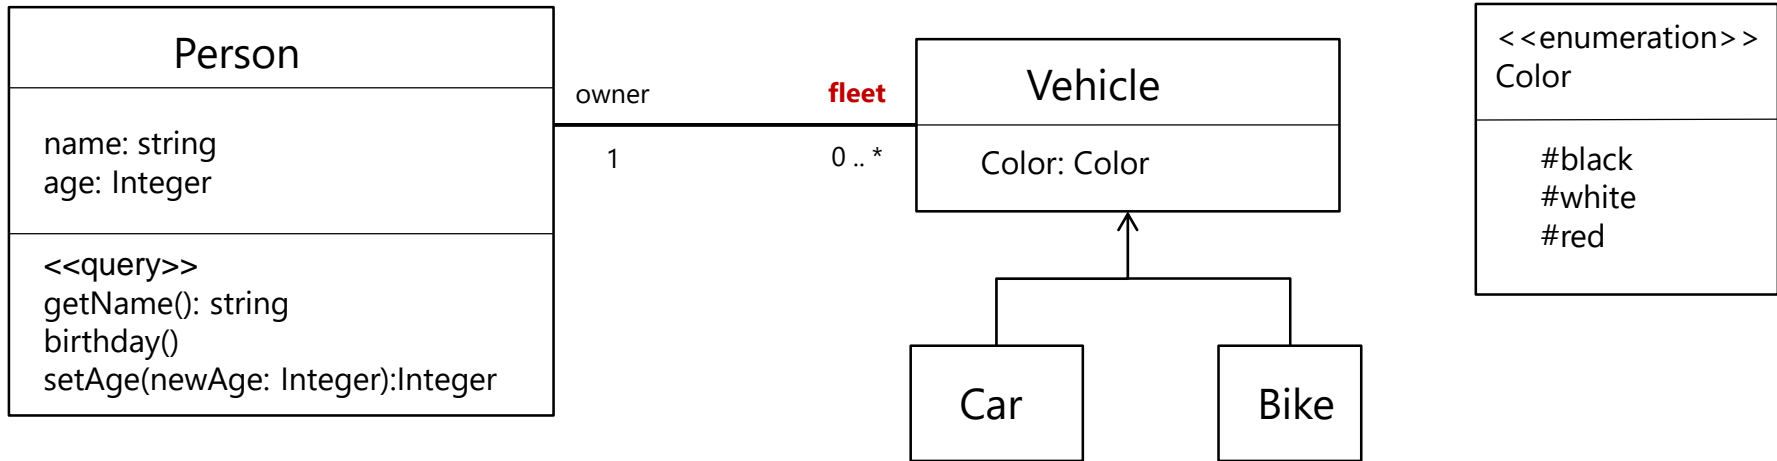 Person
name: string
age: Integer
<<query>>
getName(): string
birthday()
setAge(newAge: Integer):Integer
owner
fleet
1
0 .. *
Vehicle
Color: Color
Car
Bike
<<enumeration>>
Color
#black
#white
#red